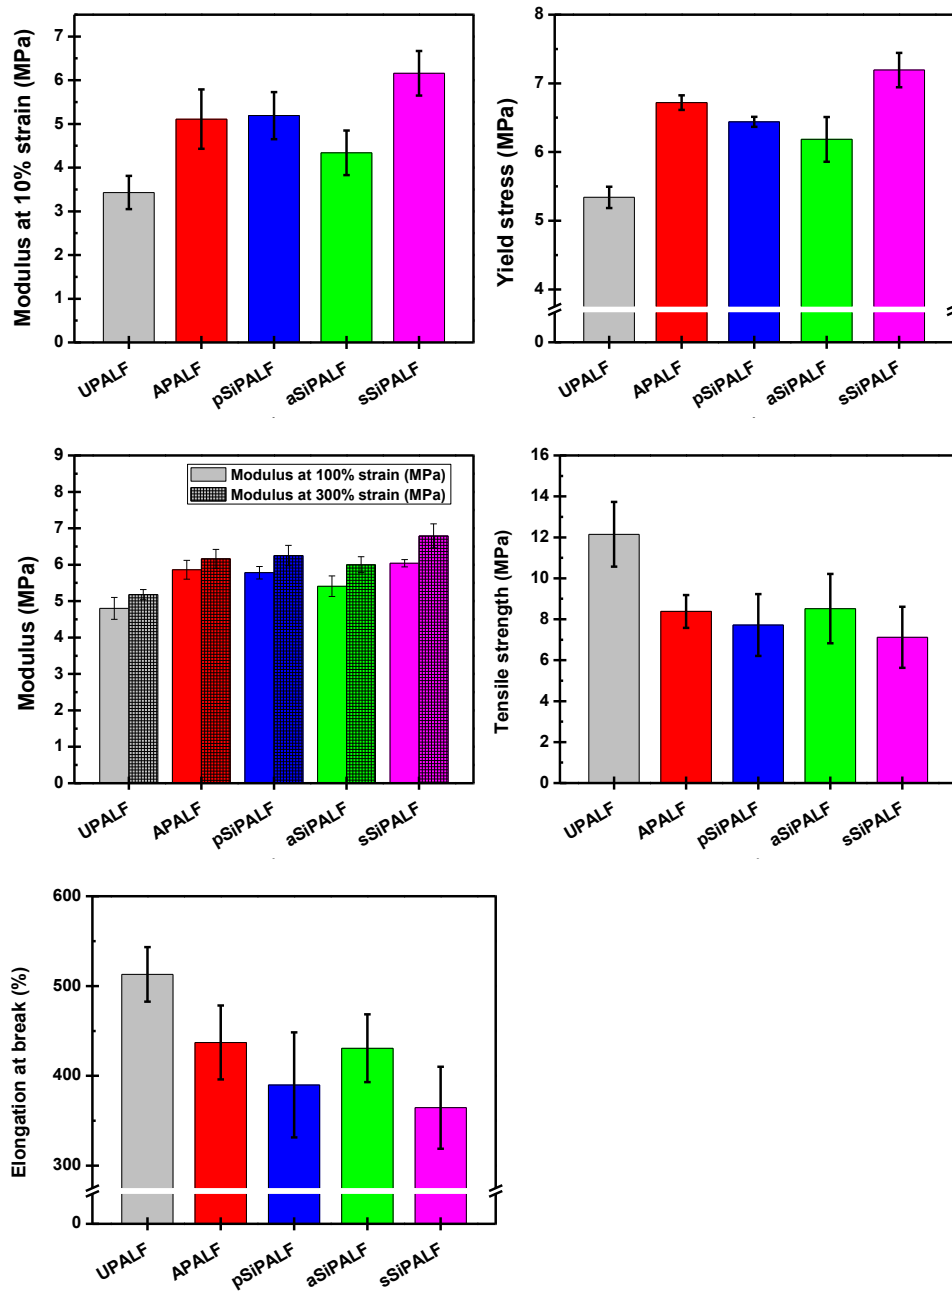 Modulus at 10% strain (MPa)
7
6
5
4
3
2
1
0
UPALF
APALF
pSiPALF
aSiPALF
sSiPALF
Yield stress (MPa)
8
7
6
5
4
0
UPALF
APALF
pSiPALF
aSiPALF
sSiPALF
Modulus (MPa)
9
8
7
6
5
4
3
2
1
0
Modulus at 100% strain (MPa)
Modulus at 300% strain (MPa)
UPALF
APALF
pSiPALF
aSiPALF
sSiPALF
Tensile strength (MPa)
16
14
12
10
8
6
4
2
0
UPALF
APALF
pSiPALF
aSiPALF
sSiPALF
Elongation at break (%)
600
500
400
300
0
UPALF
APALF
pSiPALF
aSiPALF
sSiPALF